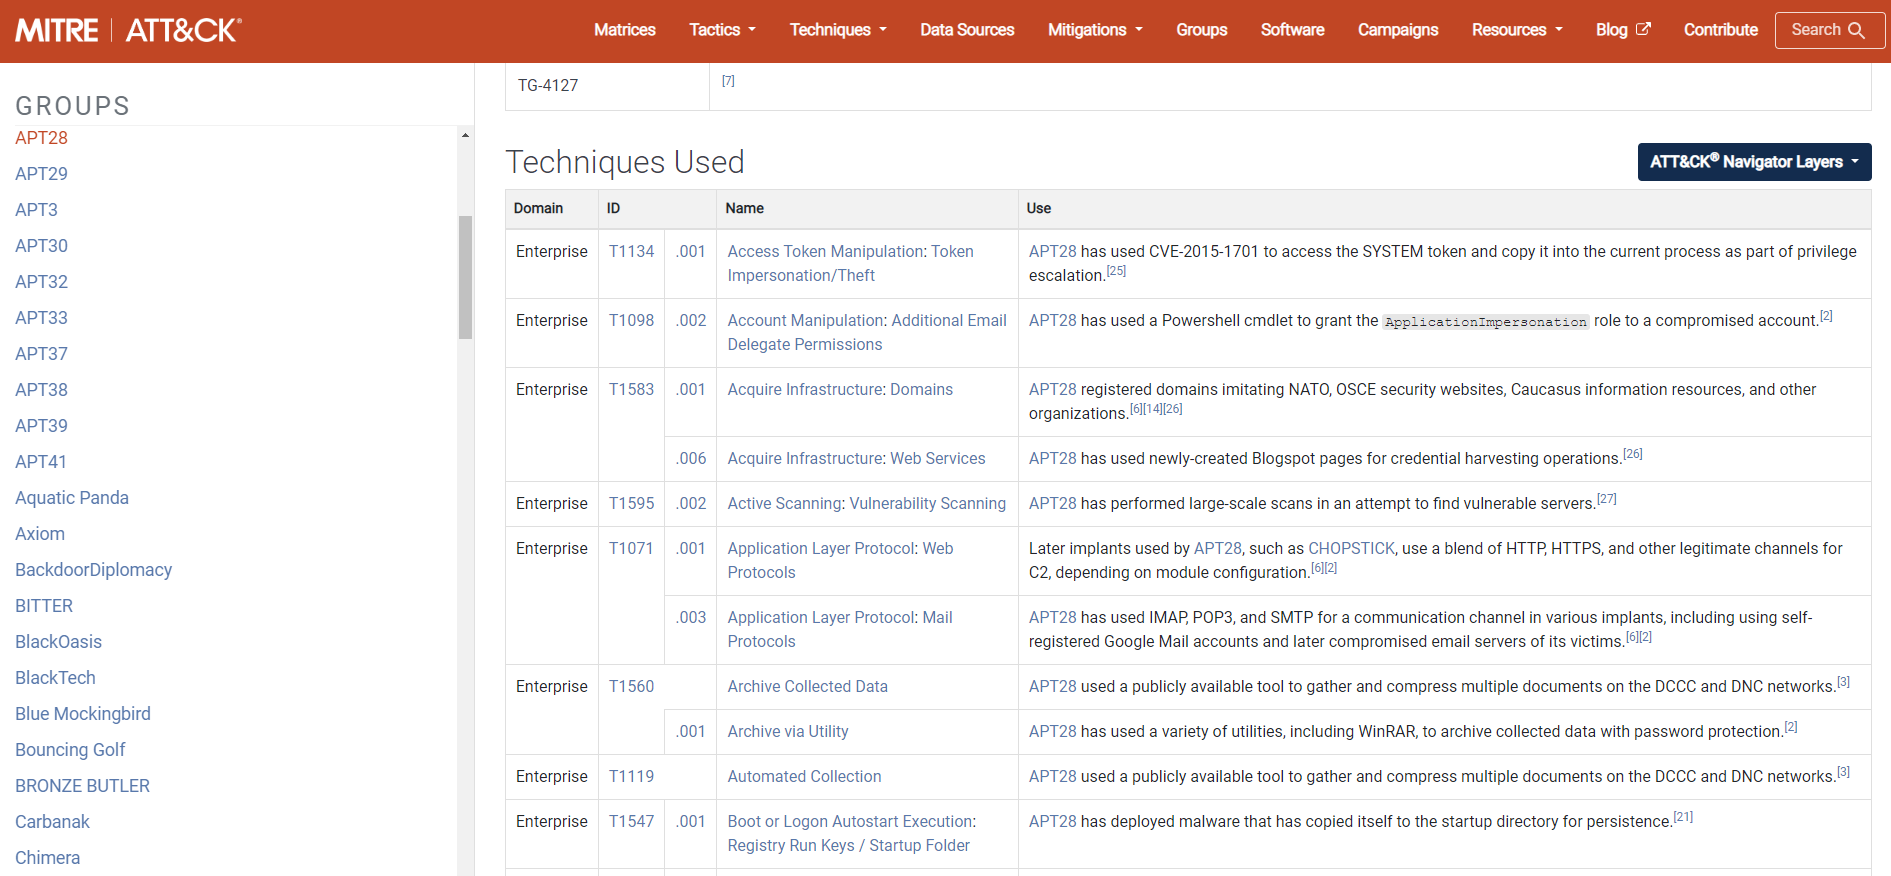 MITRE | ATT&CK®
Matrices Tactics Techniques Data Sources Mitigations Groups Software Campaigns Resources Blog Contribute Search
GROUPS
APT28
APT29
APT3
APT30
APT32
APT33
APT37
APT38
APT39
APT41
Aquatic Panda
Axiom
BackdoorDiplomacy
BITTER
BlackOasis
BlackTech
Blue Mockingbird
Bouncing Golf
BRONZE BUTLER
Carbanak
Chimera
TG-4127 [7]
Techniques Used
ATT&CK® Navigator Layers
Domain ID Name Use
Enterprise T1134 .001 Access Token Manipulation: Token
Impersonation/Theft
APT28 has used CVE-2015-1701 to access the SYSTEM token and copy it into the current process as part of privilege
escalation.[25]
Enterprise T1098 .002 Account Manipulation: Additional Email
Delegate Permissions
APT28 has used a Powershell cmdlet to grant the ApplicationImpersonation role to a compromised account.[2]
Enterprise T1583 .001 Acquire Infrastructure: Domains
APT28 registered domains imitating NATO, OSCE security websites, Caucasus information resources, and other
organizations.[6][14][26]
.006 Acquire Infrastructure: Web Services
APT28 has used newly-created Blogspot pages for credential harvesting operations.[26]
Enterprise T1595 .002 Active Scanning: Vulnerability Scanning
APT28 has performed large-scale scans in an attempt to find vulnerable servers.[27]
Enterprise T1071 .001 Application Layer Protocol: Web
Protocols
Later implants used by APT28, such as CHOPSTICK, use a blend of HTTP, HTTPS, and other legitimate channels for
C2, depending on module configuration.[6][2]
.003 Application Layer Protocol: Mail
Protocols
APT28 has used IMAP, POP3, and SMTP for a communication channel in various implants, including using self-
registered Google Mail accounts and later compromised email servers of its victims.[6][2]
Enterprise T1560 Archive Collected Data
APT28 used a publicly available tool to gather and compress multiple documents on the DCCC and DNC networks.[3]
.001 Archive via Utility
APT28 has used a variety of utilities, including WinRAR, to archive collected data with password protection.[2]
Enterprise T1119 Automated Collection
APT28 used a publicly available tool to gather and compress multiple documents on the DCCC and DNC networks.[3]
Enterprise T1547 .001 Boot or Logon Autostart Execution:
Registry Run Keys / Startup Folder
APT28 has deployed malware that has copied itself to the startup directory for persistence.[21]